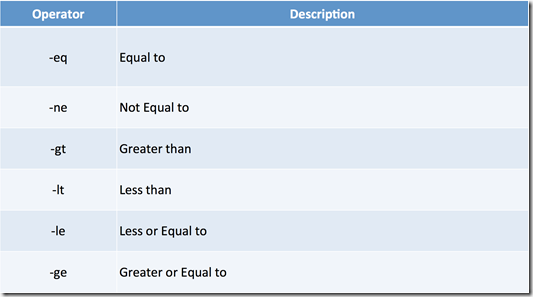 Operator Description
-eq Equal to
-ne Not Equal to
-gt Greater than
-lt Less than
-le Less or Equal to
-ge Greater or Equal to